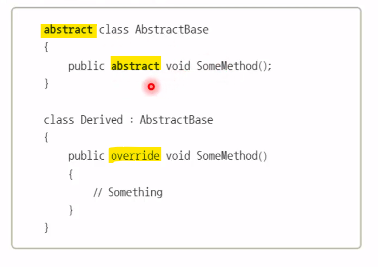 abstract class AbstractBase
{
    public abstract void SomeMethod();
}
class Derived : AbstractBase
{
    public override void SomeMethod()
    {
        // Something
    }
}